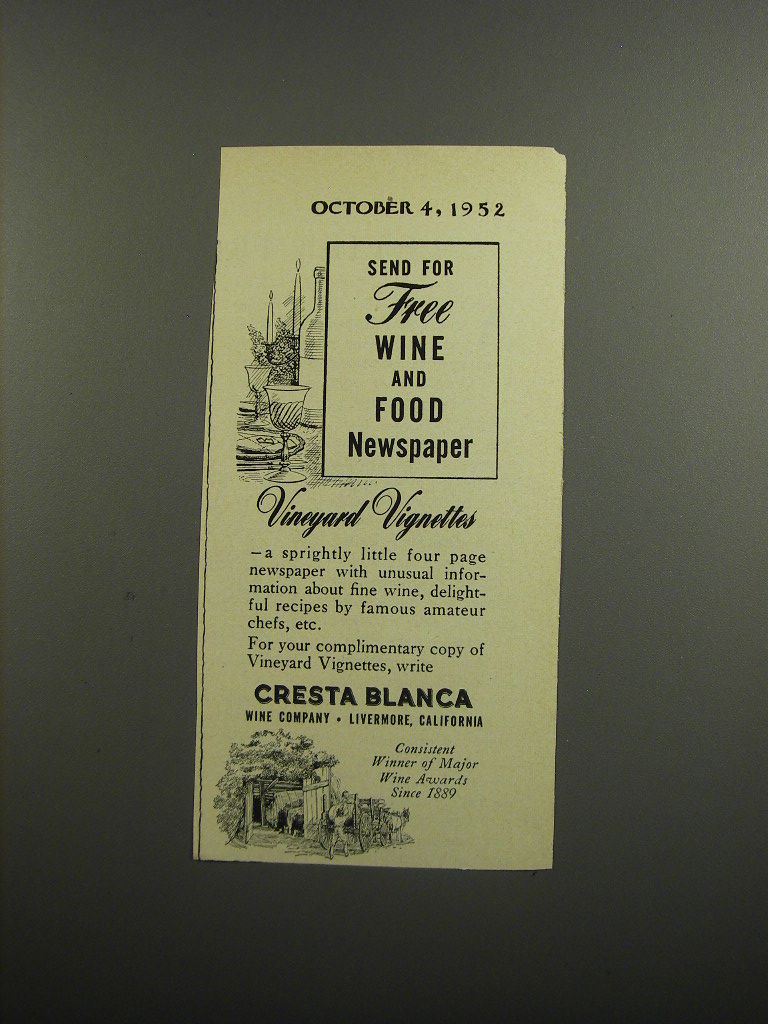 OCTOBER 4, 1952
SEND FOR
Free
WINE
AND
FOOD
Newspaper
Vineyard Vignettes
—a sprightly little four page
newspaper with unusual infor-
mation about fine wine, delight-
ful recipes by famous amateur
chefs, etc.
For your complimentary copy of
Vineyard Vignettes, write
CRESTA BLANCA
WINE COMPANY • LIVERMORE, CALIFORNIA
Consistent
Winner of Major
Wine Awards
Since 1889